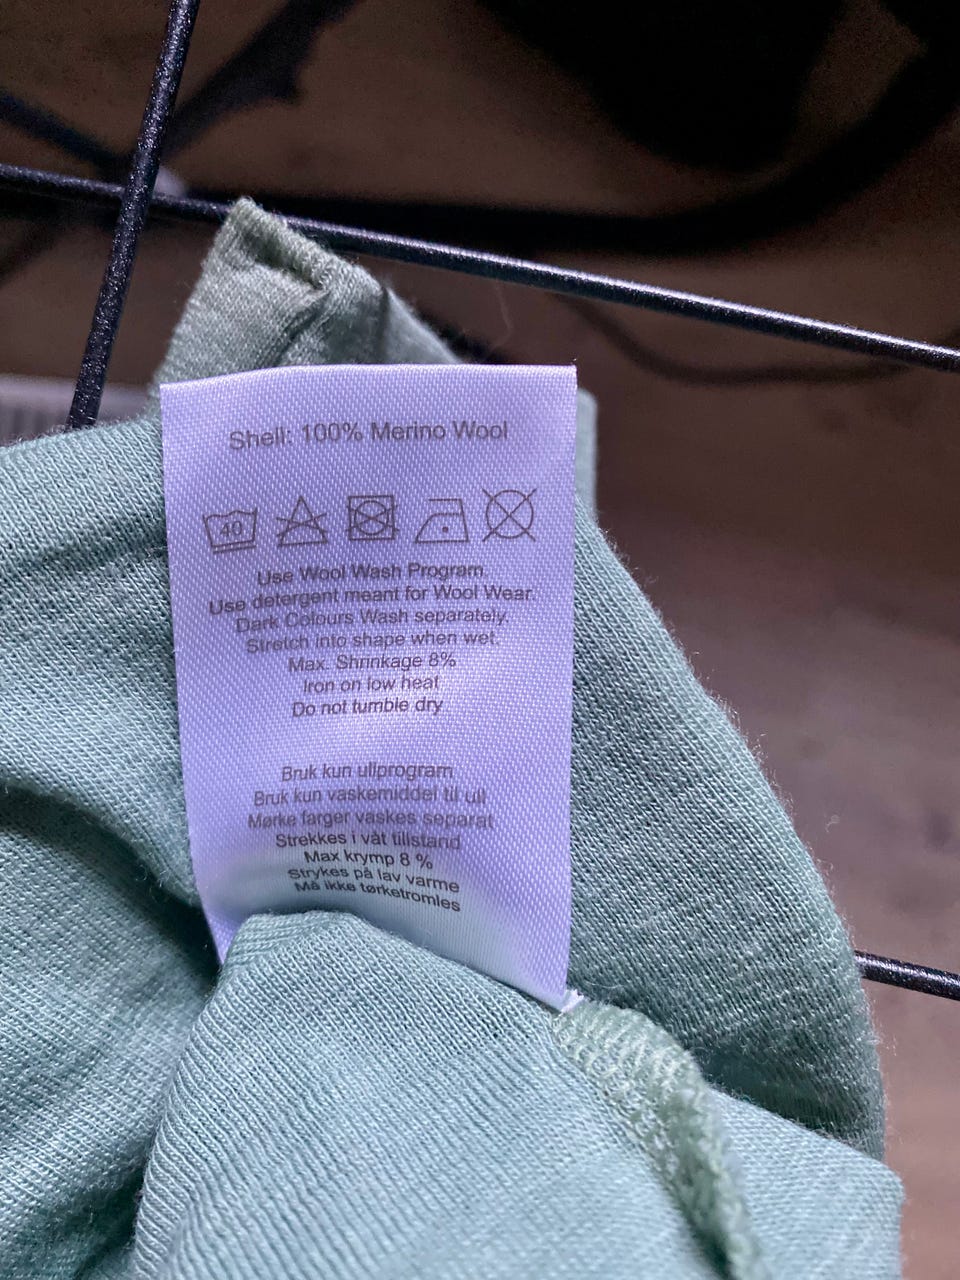 Shell: 100% Merino Wool
40
Use Wool Wash Program.
Use detergent meant for Wool Wear.
Dark Colours Wash separately.
Stretch into shape when wet.
Max. Shrinkage 8%
Iron on low heat
Do not tumble dry
Bruk kun ullprogram
Bruk kun vaskemiddel til ull
Mørke farger vaskes separat
Strekkes i våt tillstand
Max krymp 8 %
Strykes på lav varme
Må ikke tørketromles